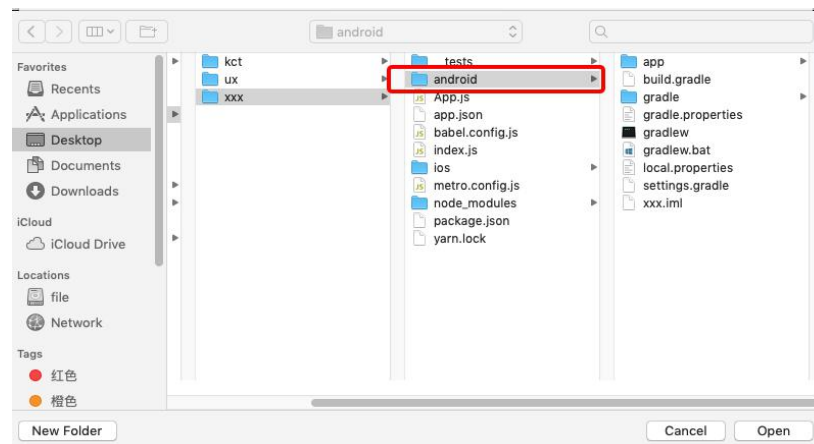 android
Favorites
Recents
Applications
Desktop
Documents
Downloads
iCloud
iCloud Drive
Locations
file
Network
Tags
红色
橙色
kct
ux
xxx
__tests__
android
App.js
app.json
babel.config.js
index.js
ios
metro.config.js
node_modules
package.json
yarn.lock
app
build.gradle
gradle
gradle.properties
gradlew
gradlew.bat
local.properties
settings.gradle
xxx.iml
New Folder
Cancel
Open